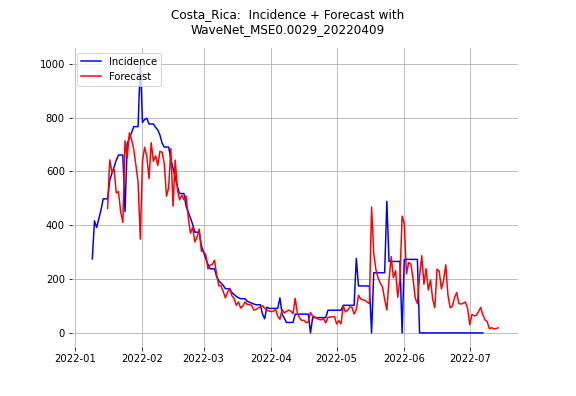 Costa_Rica:  Incidence + Forecast with
WaveNet_MSE0.0029_20220409
Incidence
Forecast
1000
800
600
400
200
0
2022-01 2022-02 2022-03 2022-04 2022-05 2022-06 2022-07